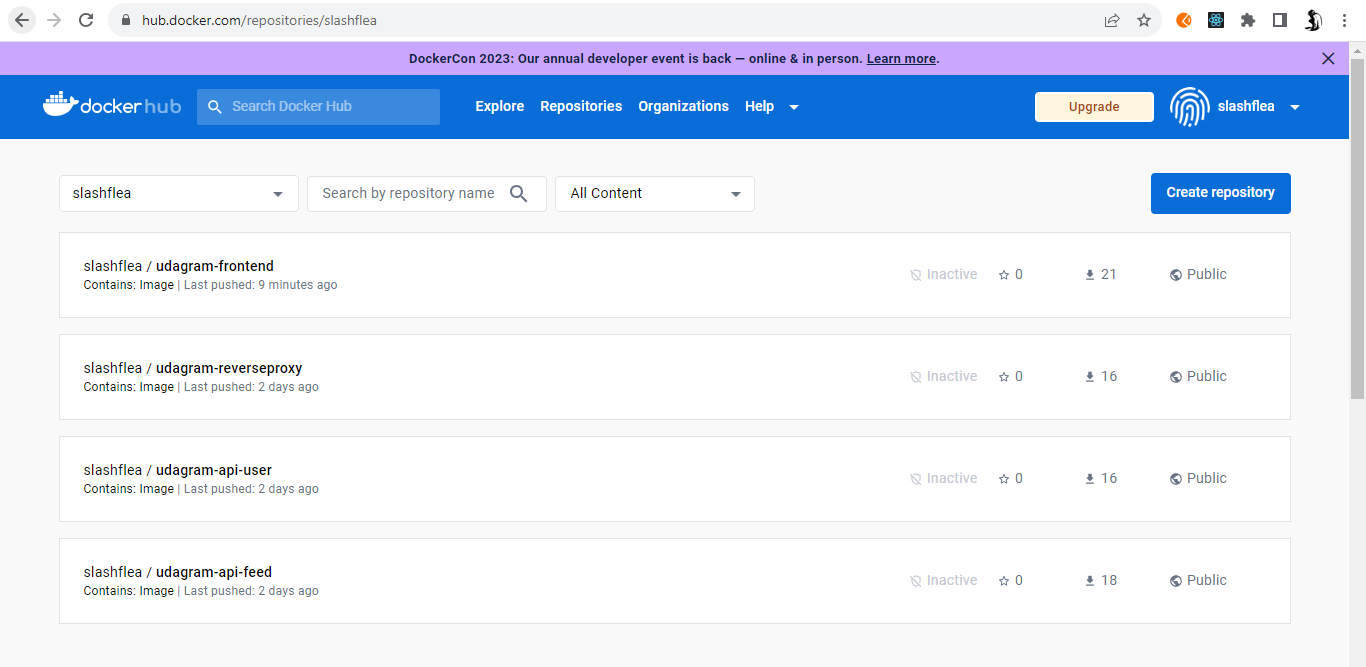 hub.docker.com/repositories/slashflea
DockerCon 2023: Our annual developer event is back — online & in person. Learn more.
docker hub Search Docker Hub Explore Repositories Organizations Help Upgrade slashflea
slashflea Search by repository name All Content Create repository
slashflea / udagram-frontend
Contains: Image | Last pushed: 9 minutes ago
Inactive 0 21 Public
slashflea / udagram-reverseproxy
Contains: Image | Last pushed: 2 days ago
Inactive 0 16 Public
slashflea / udagram-api-user
Contains: Image | Last pushed: 2 days ago
Inactive 0 16 Public
slashflea / udagram-api-feed
Contains: Image | Last pushed: 2 days ago
Inactive 0 18 Public